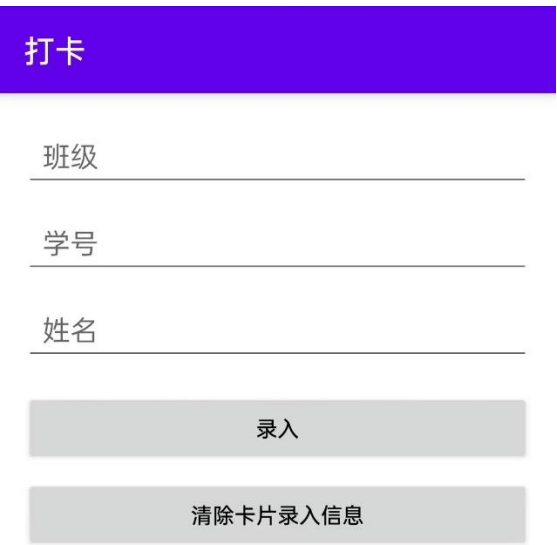 打卡
班级
学号
姓名
录入
清除卡片录入信息